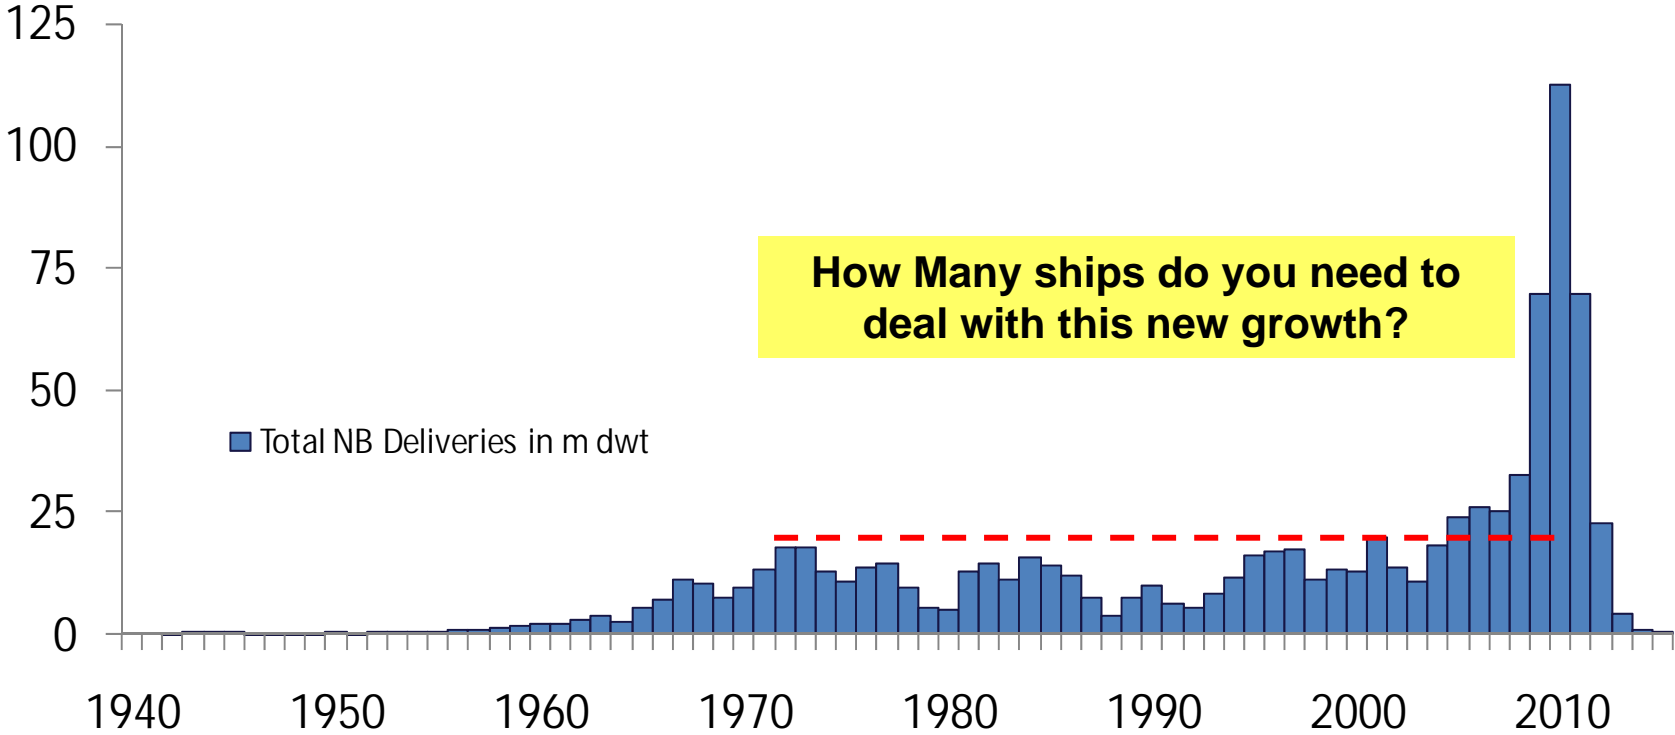 125
100
75
50
25
0
How Many ships do you need to
deal with this new growth?
Total NB Deliveries in m dwt
1940 1950 1960 1970 1980 1990 2000 2010